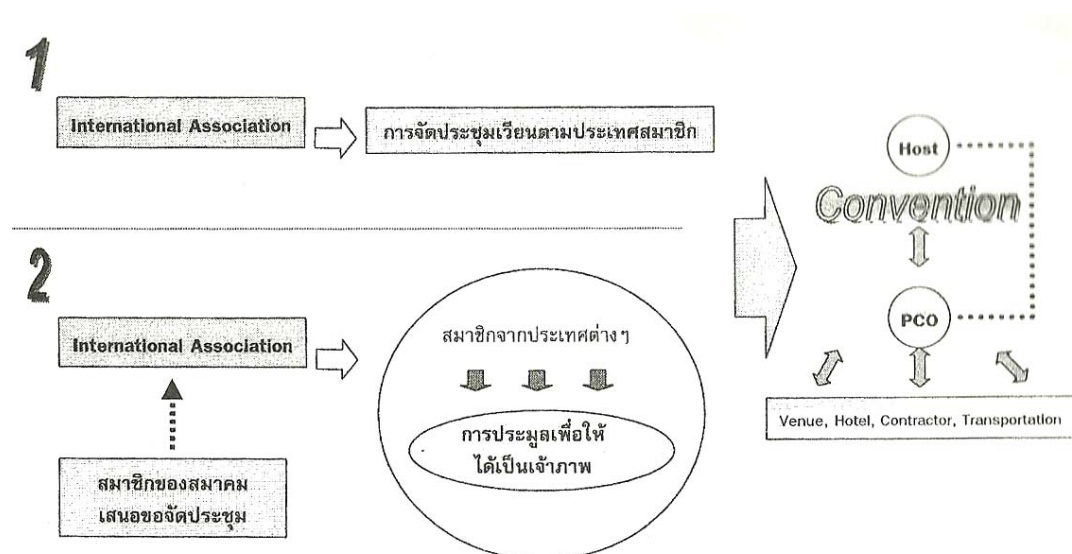 1
International Association
การจัดประชุมเวียนตามประเทศสมาชิก
2
International Association
สมาชิกของสมาคม
เสนอขอจัดประชุม
สมาชิกจากประเทศต่างๆ
การประมูลเพื่อให้
ได้เป็นเจ้าภาพ
Host
Convention
PCO
Venue, Hotel, Contractor, Transportation